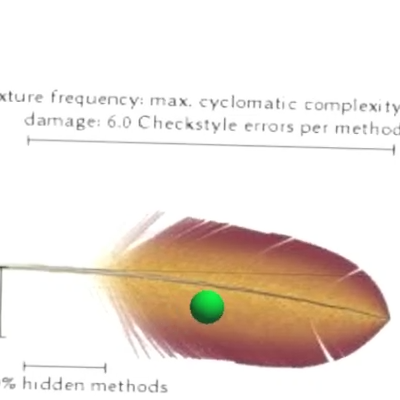 xture frequency: max. cyclomatic complexity
damage: 6.0 Checkstyle errors per method
% hidden methods